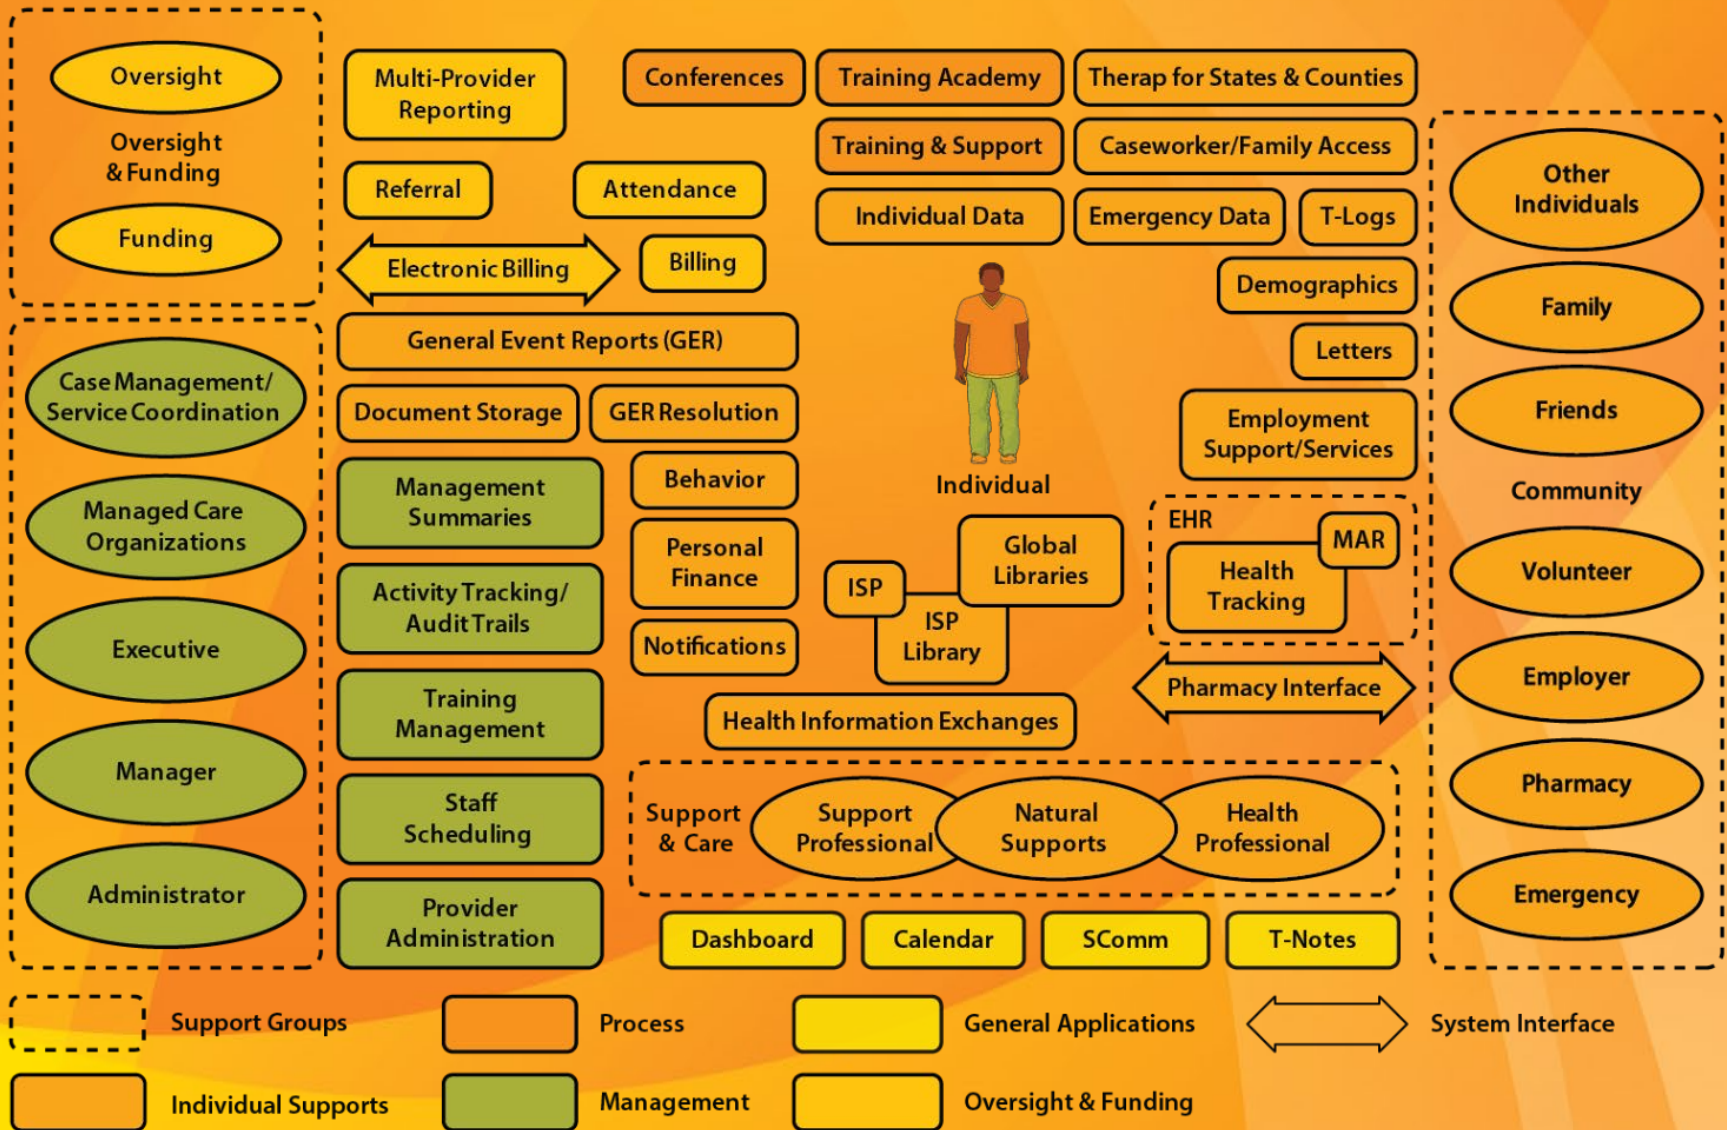 Oversight
Oversight
& Funding
Funding
Multi-Provider
Reporting
Conferences
Training Academy
Therap for States & Counties
Training & Support
Caseworker/Family Access
Referral
Attendance
Individual Data
Emergency Data
T-Logs
Electronic Billing
Billing
Demographics
General Event Reports (GER)
Letters
Document Storage
GER Resolution
Employment
Support/Services
Individual
Case Management/
Service Coordination
Managed Care
Organizations
Executive
Manager
Administrator
Management
Summaries
Activity Tracking/
Audit Trails
Training
Management
Staff
Scheduling
Provider
Administration
Behavior
Personal
Finance
Notifications
ISP
ISP
Library
Global
Libraries
EHR
MAR
Health
Tracking
Pharmacy Interface
Health Information Exchanges
Support
& Care
Support
Professional
Natural
Supports
Health
Professional
Dashboard
Calendar
SComm
T-Notes
Other
Individuals
Family
Friends
Community
Volunteer
Employer
Pharmacy
Emergency
Support Groups
Process
General Applications
System Interface
Individual Supports
Management
Oversight & Funding